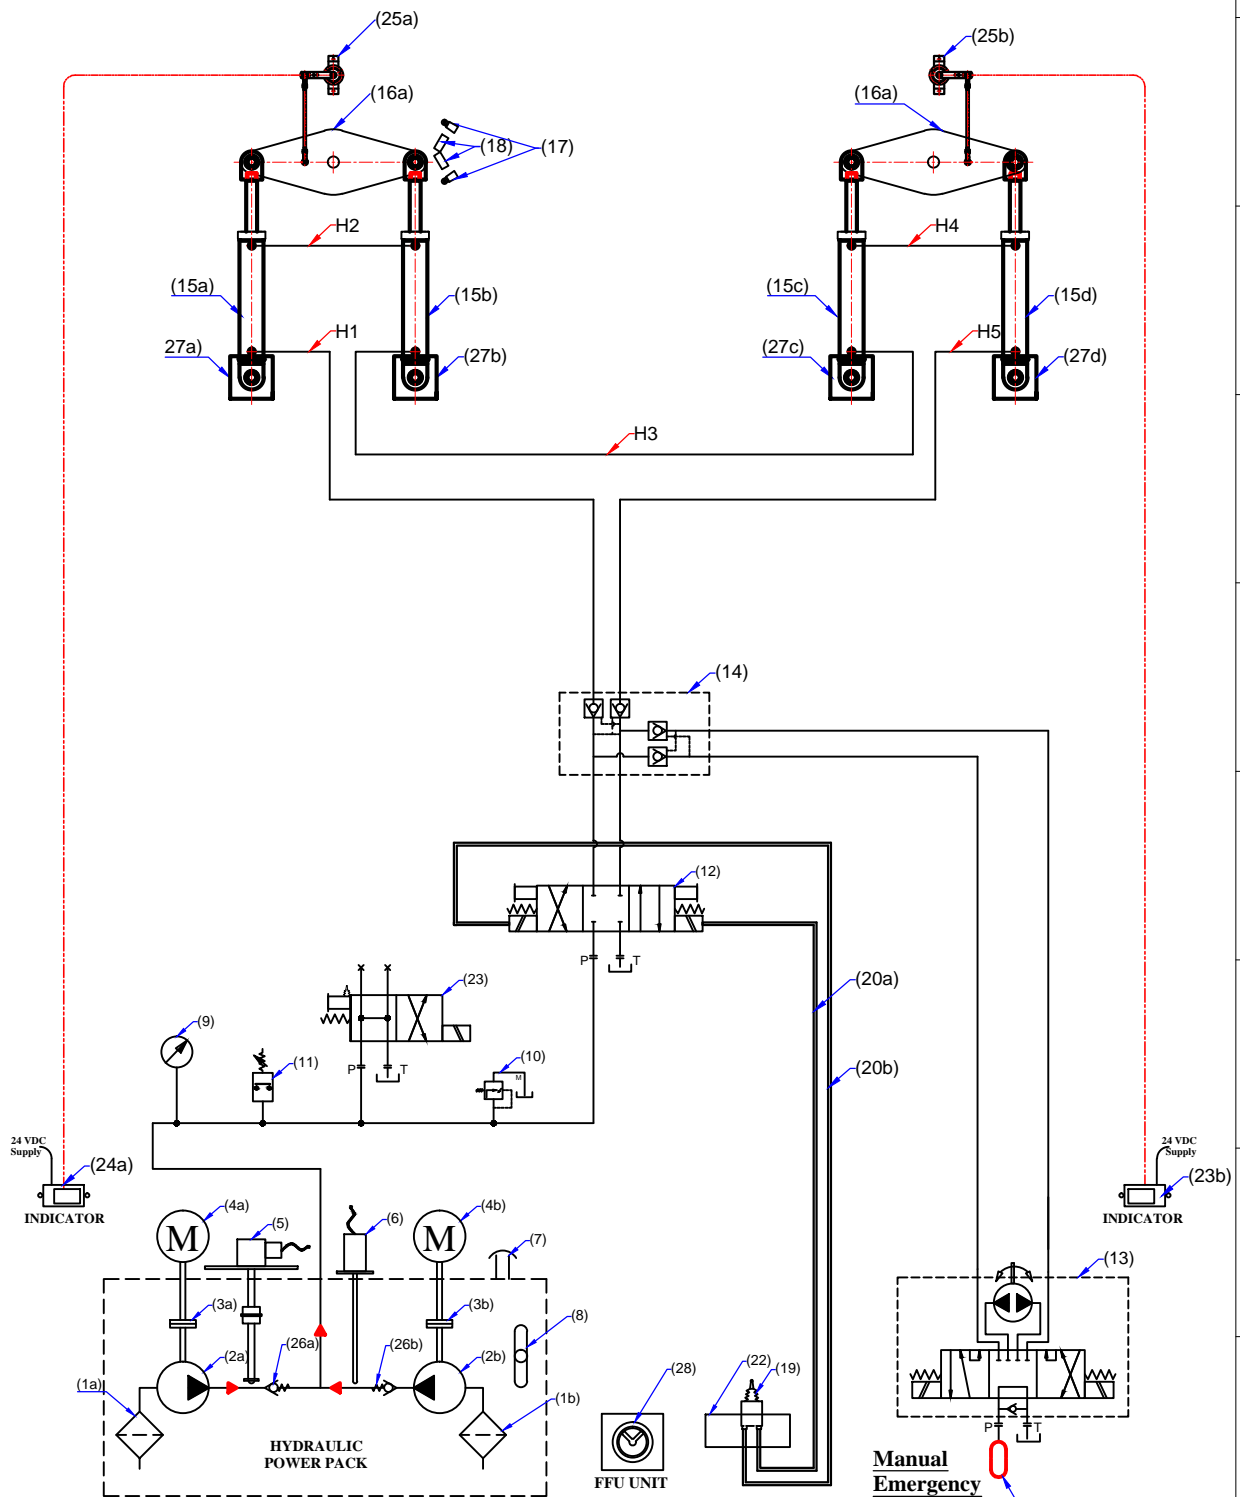 (25a)
(25b)
(16a)
(16a)
(18)
(17)
H2
H4
(15a)
(15b)
(15c)
(15d)
H1
H5
27a)
(27b)
(27c)
(27d)
H3
(14)
(12)
P
T
(20a)
(23)
(9)
(11)
P
T
(10)
M
(20b)
24 VDC
Supply
(24a)
INDICATOR
24 VDC
Supply
(23b)
INDICATOR
(4a)
M
(5)
(6)
(4b)
M
(7)
(13)
(3a)
(3b)
(8)
(2a)
(26a)
(26b)
(2b)
(1a)
(1b)
(28)
(22)
(19)
P
T
HYDRAULIC
POWER PACK
FFU UNIT
Manual
Emergency